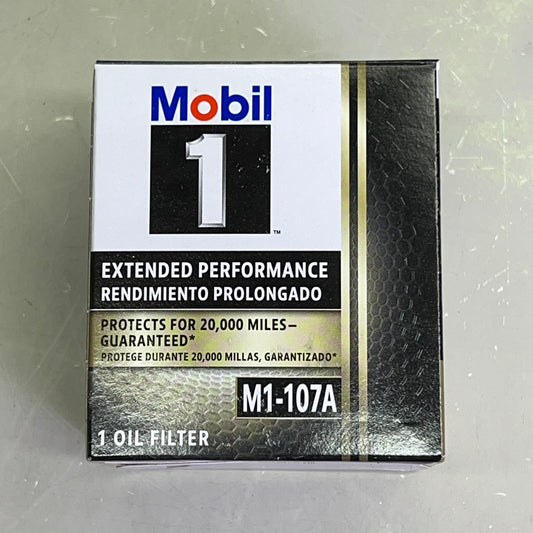 Mobil
1
™
EXTENDED PERFORMANCE
RENDIMIENTO PROLONGADO
PROTECTS FOR 20,000 MILES–
GUARANTEED*
PROTEGE DURANTE 20,000 MILLAS, GARANTIZADO*
M1-107A
1 OIL FILTER